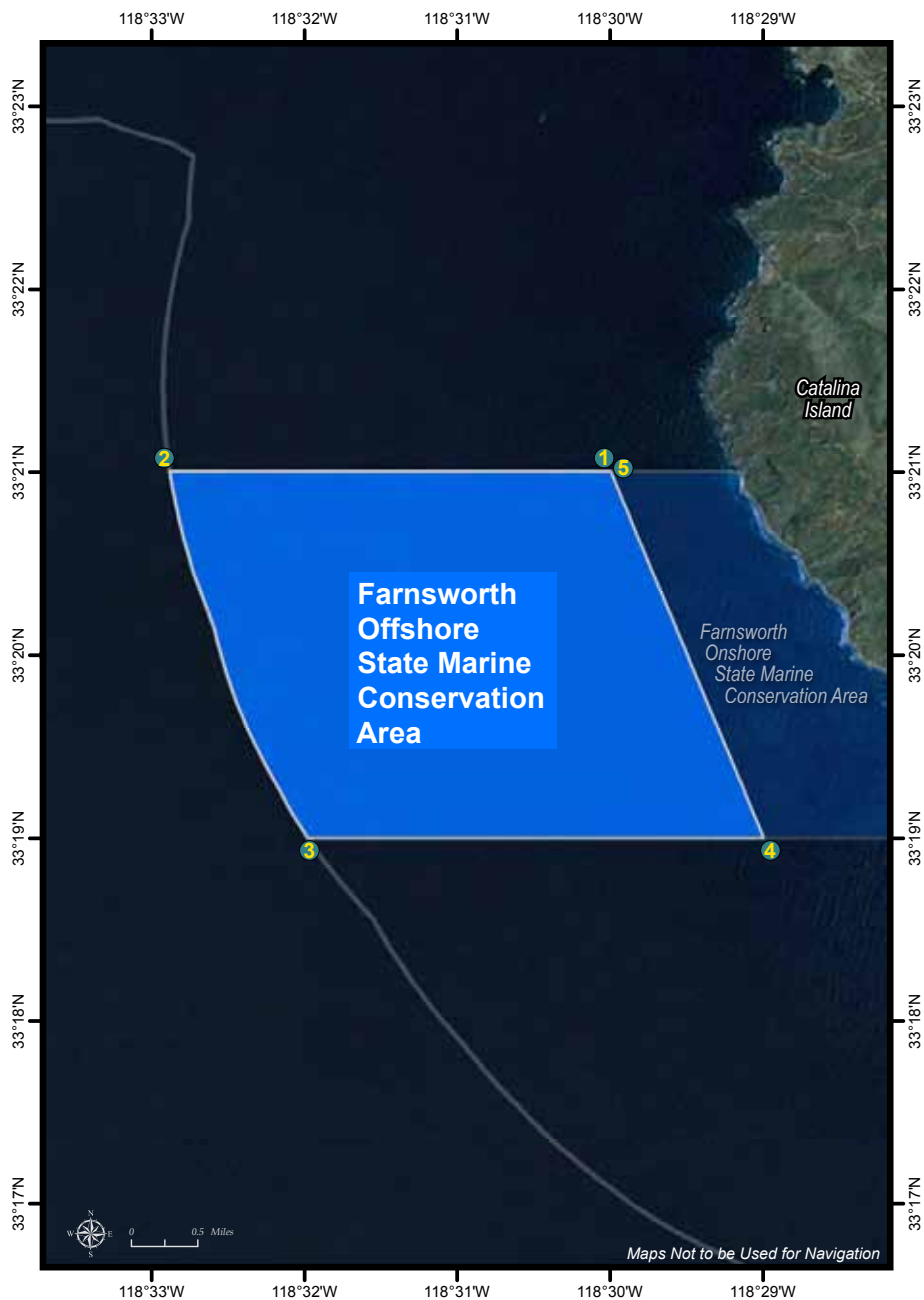 118°33'W 118°32'W 118°31'W 118°30'W 118°29'W
33°23'N 33°23'N
33°22'N 33°22'N
Catalina
Island
2 1 5
33°21'N 33°21'N
Farnsworth
Offshore
State Marine
Conservation
Area
Farnsworth
Onshore
State Marine
Conservation Area
33°20'N 33°20'N
33°19'N 33°19'N
3 4
33°18'N 33°18'N
33°17'N 33°17'N
N
W E
S
0 0.5 Miles
Maps Not to be Used for Navigation
118°33'W 118°32'W 118°31'W 118°30'W 118°29'W